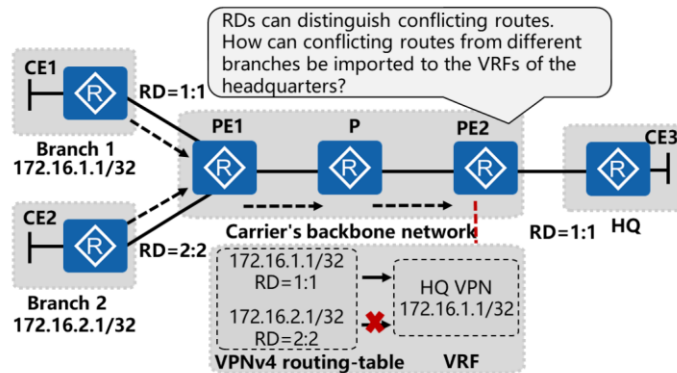 RDs can distinguish conflicting routes.
How can conflicting routes from different
branches be imported to the VRFs of the
headquarters?
CE1
R
RD=1:1
Branch 1
172.16.1.1/32
PE1
R
P
R
PE2
R
CE3
R
HQ
CE2
R
RD=2:2
Branch 2
172.16.2.1/32
Carrier's backbone network
RD=1:1
172.16.1.1/32
RD=1:1
172.16.2.1/32
RD=2:2
VPNv4 routing-table
HQ VPN
172.16.1.1/32
VRF